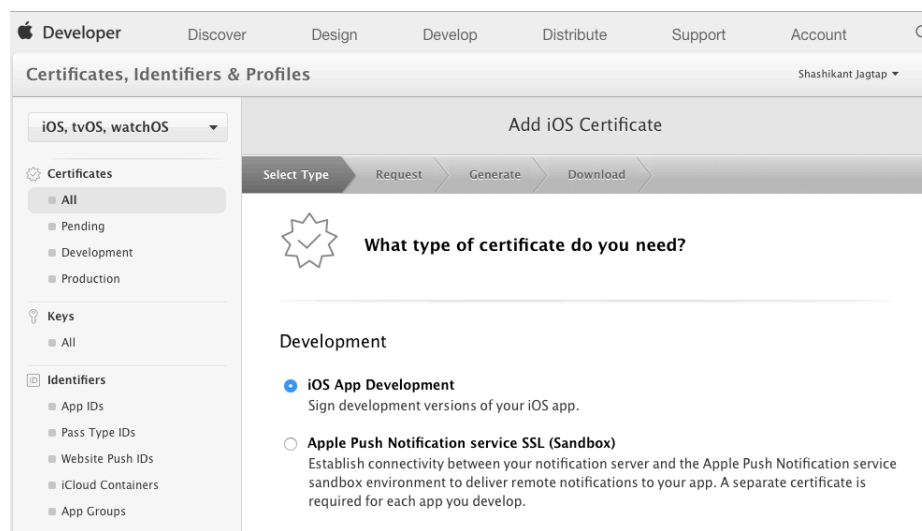 Developer Discover Design Develop Distribute Support Account
Certificates, Identifiers & Profiles
Shashikant Jagtap
iOS, tvOS, watchOS
Certificates
All
Pending
Development
Production
Keys
All
ID Identifiers
App IDs
Pass Type IDs
Website Push IDs
iCloud Containers
App Groups
Add iOS Certificate
Select Type Request Generate Download
What type of certificate do you need?
Development
iOS App Development
Sign development versions of your iOS app.
Apple Push Notification service SSL (Sandbox)
Establish connectivity between your notification server and the Apple Push Notification service
sandbox environment to deliver remote notifications to your app. A separate certificate is
required for each app you develop.